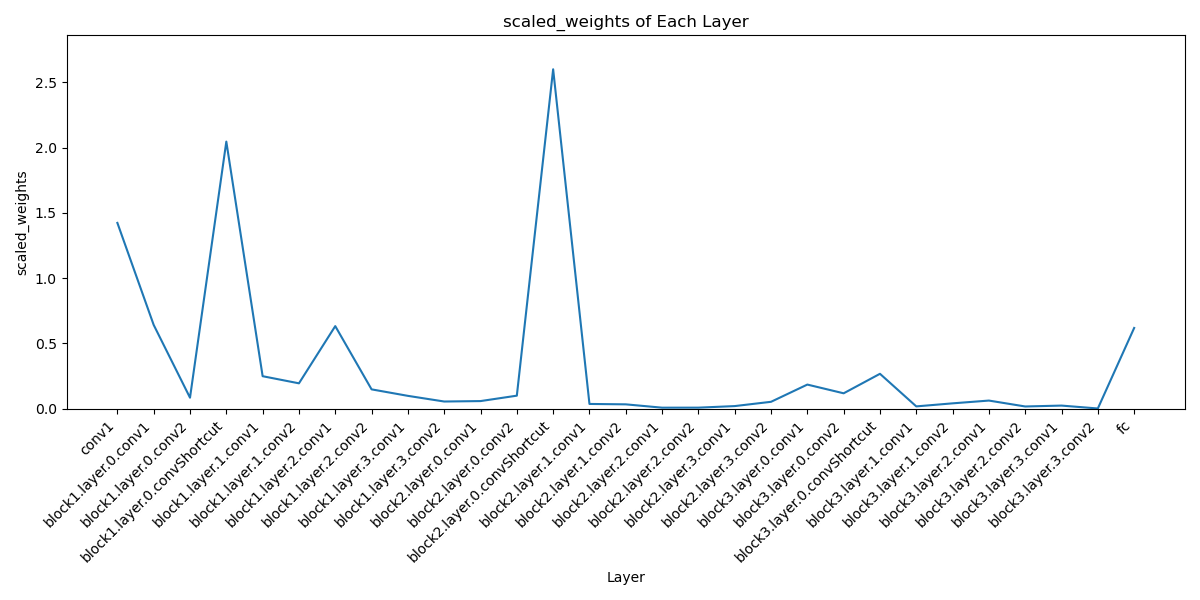 scaled_weights of Each Layer
scaled_weights
2.5
2.0
1.5
1.0
0.5
0.0
conv1
block1.layer.0.conv1
block1.layer.0.conv2
block1.layer.0.convShortcut
block1.layer.1.conv1
block1.layer.1.conv2
block1.layer.2.conv1
block1.layer.2.conv2
block1.layer.3.conv1
block1.layer.3.conv2
block2.layer.0.conv1
block2.layer.0.conv2
block2.layer.0.convShortcut
block2.layer.1.conv1
block2.layer.1.conv2
block2.layer.2.conv1
block2.layer.2.conv2
block2.layer.3.conv1
block2.layer.3.conv2
block3.layer.0.conv1
block3.layer.0.conv2
block3.layer.0.convShortcut
block3.layer.1.conv1
block3.layer.1.conv2
block3.layer.2.conv1
block3.layer.2.conv2
block3.layer.3.conv1
block3.layer.3.conv2
fc
Layer